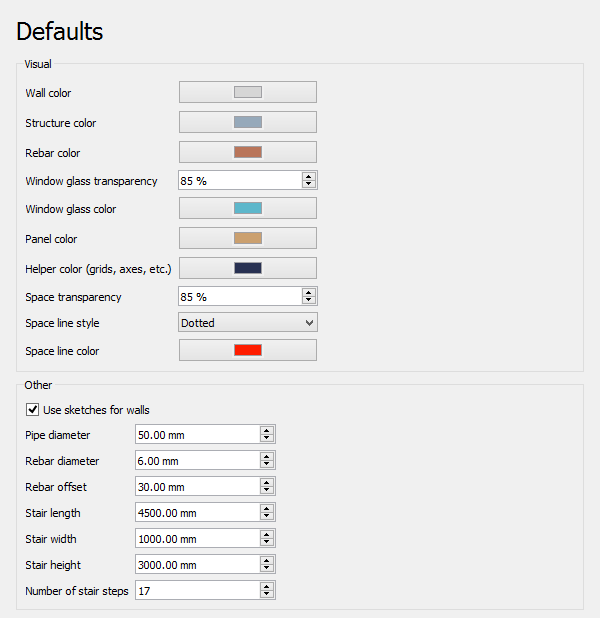 Defaults
Visual
Wall color
Structure color
Rebar color
Window glass transparency 85 %
Window glass color
Panel color
Helper color (grids, axes, etc.)
Space transparency 85 %
Space line style Dotted
Space line color
Other
Use sketches for walls
Pipe diameter 50.00 mm
Rebar diameter 6.00 mm
Rebar offset 30.00 mm
Stair length 4500.00 mm
Stair width 1000.00 mm
Stair height 3000.00 mm
Number of stair steps 17